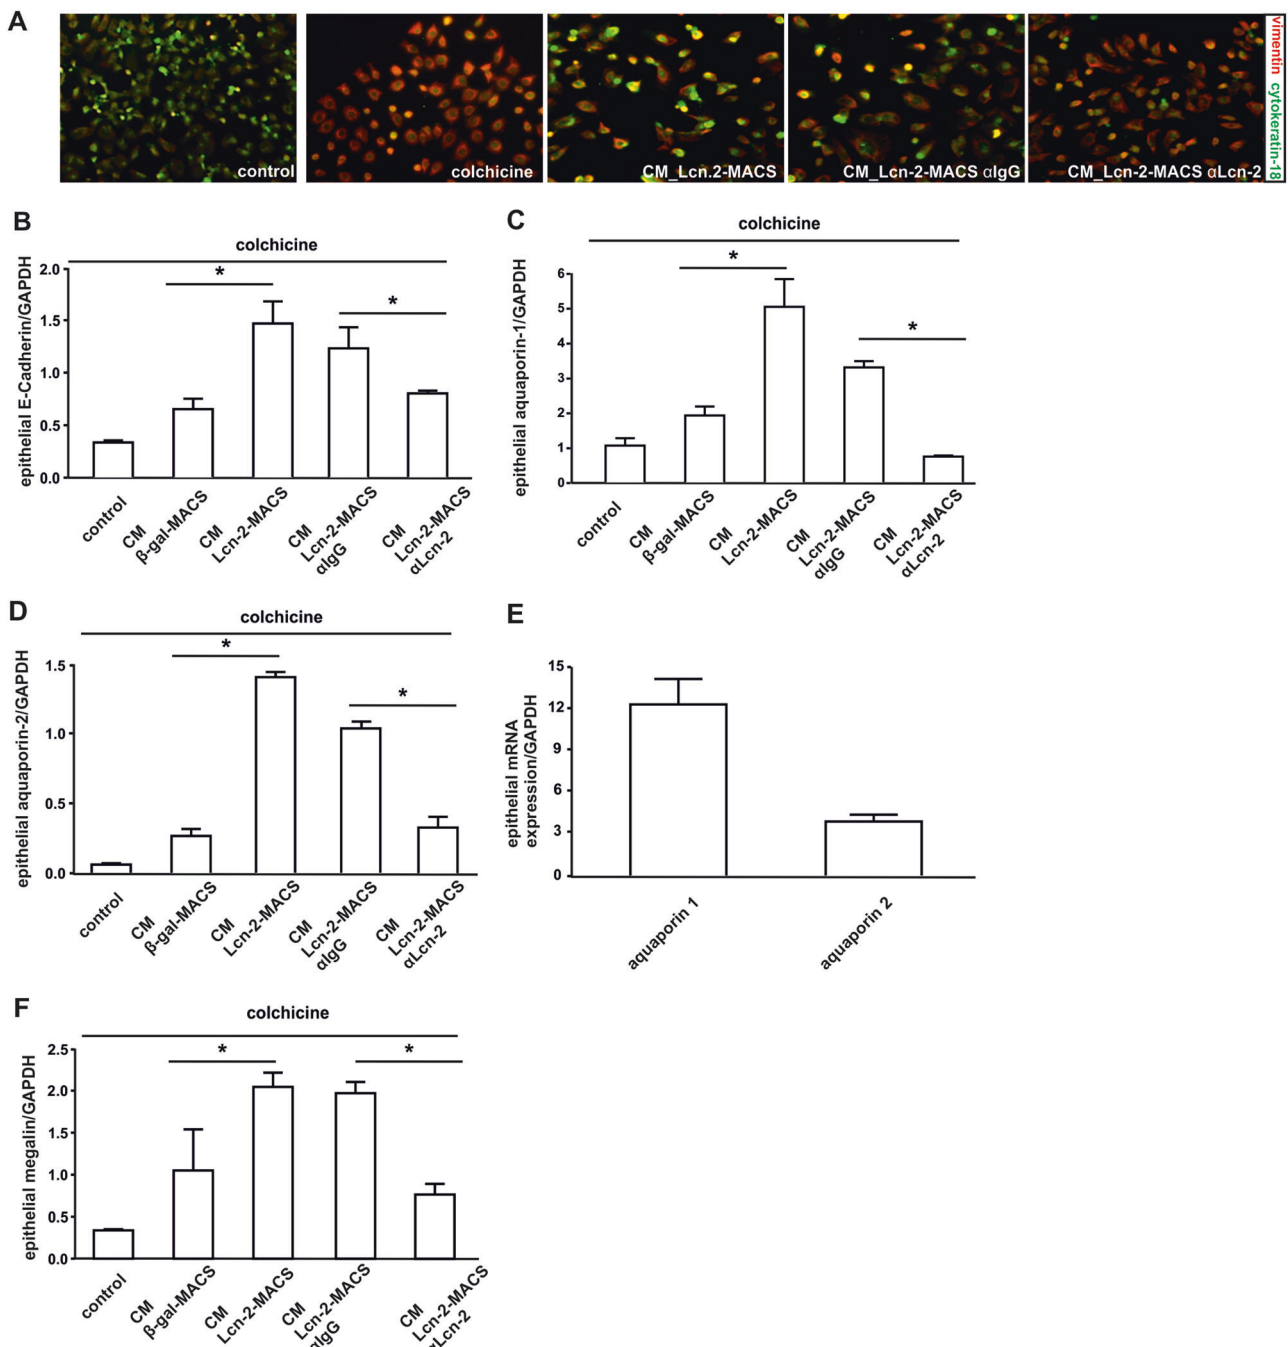 A
control
colchicine
CM_Lcn.2-MACS
CM_Lcn-2-MACS αIgG
CM_Lcn-2-MACS αLcn-2
vimentin cytokeratin-18
B
colchicine
epithelial E-Cadherin/GAPDH
2.0
1.5
1.0
0.5
0.0
*
*
control
CM
β-gal-MACS
CM
Lcn-2-MACS
CM
Lcn-2-MACS
αIgG
CM
Lcn-2-MACS
αLcn-2
C
colchicine
epithelial aquaporin-1/GAPDH
6
5
4
3
2
1
0
*
*
control
CM
β-gal-MACS
CM
Lcn-2-MACS
CM
Lcn-2-MACS
αIgG
CM
Lcn-2-MACS
αLcn-2
D
colchicine
epithelial aquaporin-2/GAPDH
1.5
1.0
0.5
0.0
*
*
control
CM
β-gal-MACS
CM
Lcn-2-MACS
CM
Lcn-2-MACS
αIgG
CM
Lcn-2-MACS
αLcn-2
E
epithelial mRNA
expression/GAPDH
15
12
9
6
3
0
aquaporin 1
aquaporin 2
F
colchicine
epithelial megalin/GAPDH
2.5
2.0
1.5
1.0
0.5
0.0
*
*
control
CM
β-gal-MACS
CM
Lcn-2-MACS
CM
Lcn-2-MACS
αIgG
CM
Lcn-2-MACS
αLcn-2